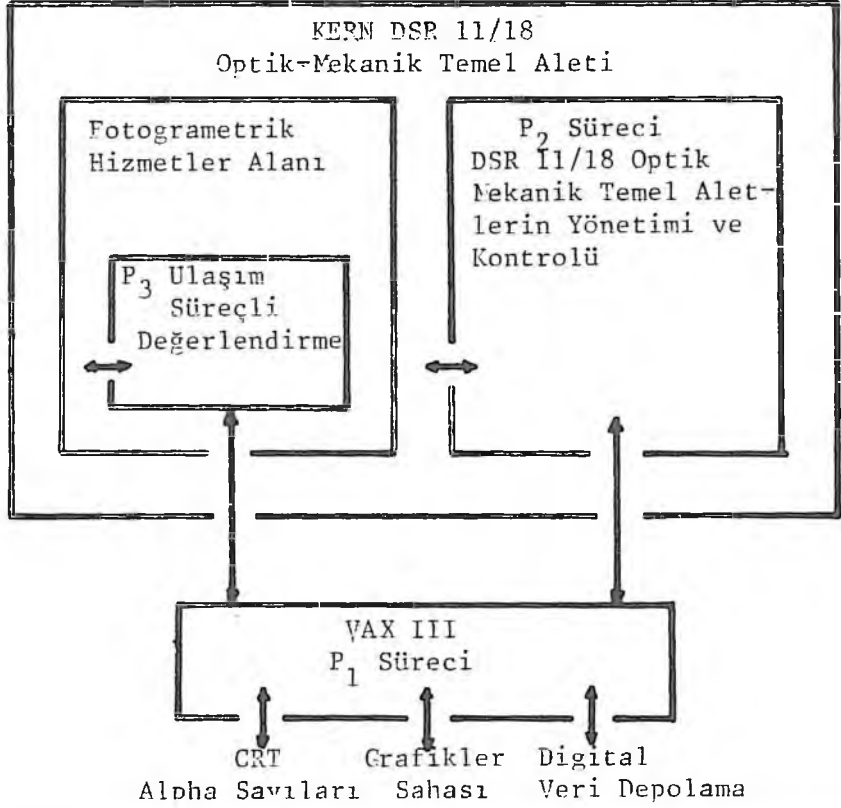 KERN DSR 11/18
Optik-Mekanik Temel Aleti
Fotogrametrik
Hizmetler Alanı
P3 Ulaşım
Süreçli
Değerlendirme
P2 Süreci
DSR 11/18 Optik
Mekanik Temel Alet-
lerin Yönetimi ve
Kontrolü
VAX III
P1 Süreci
CRT
Alpha Sayıları
Grafikler
Sahası
Digital
Veri Depolama